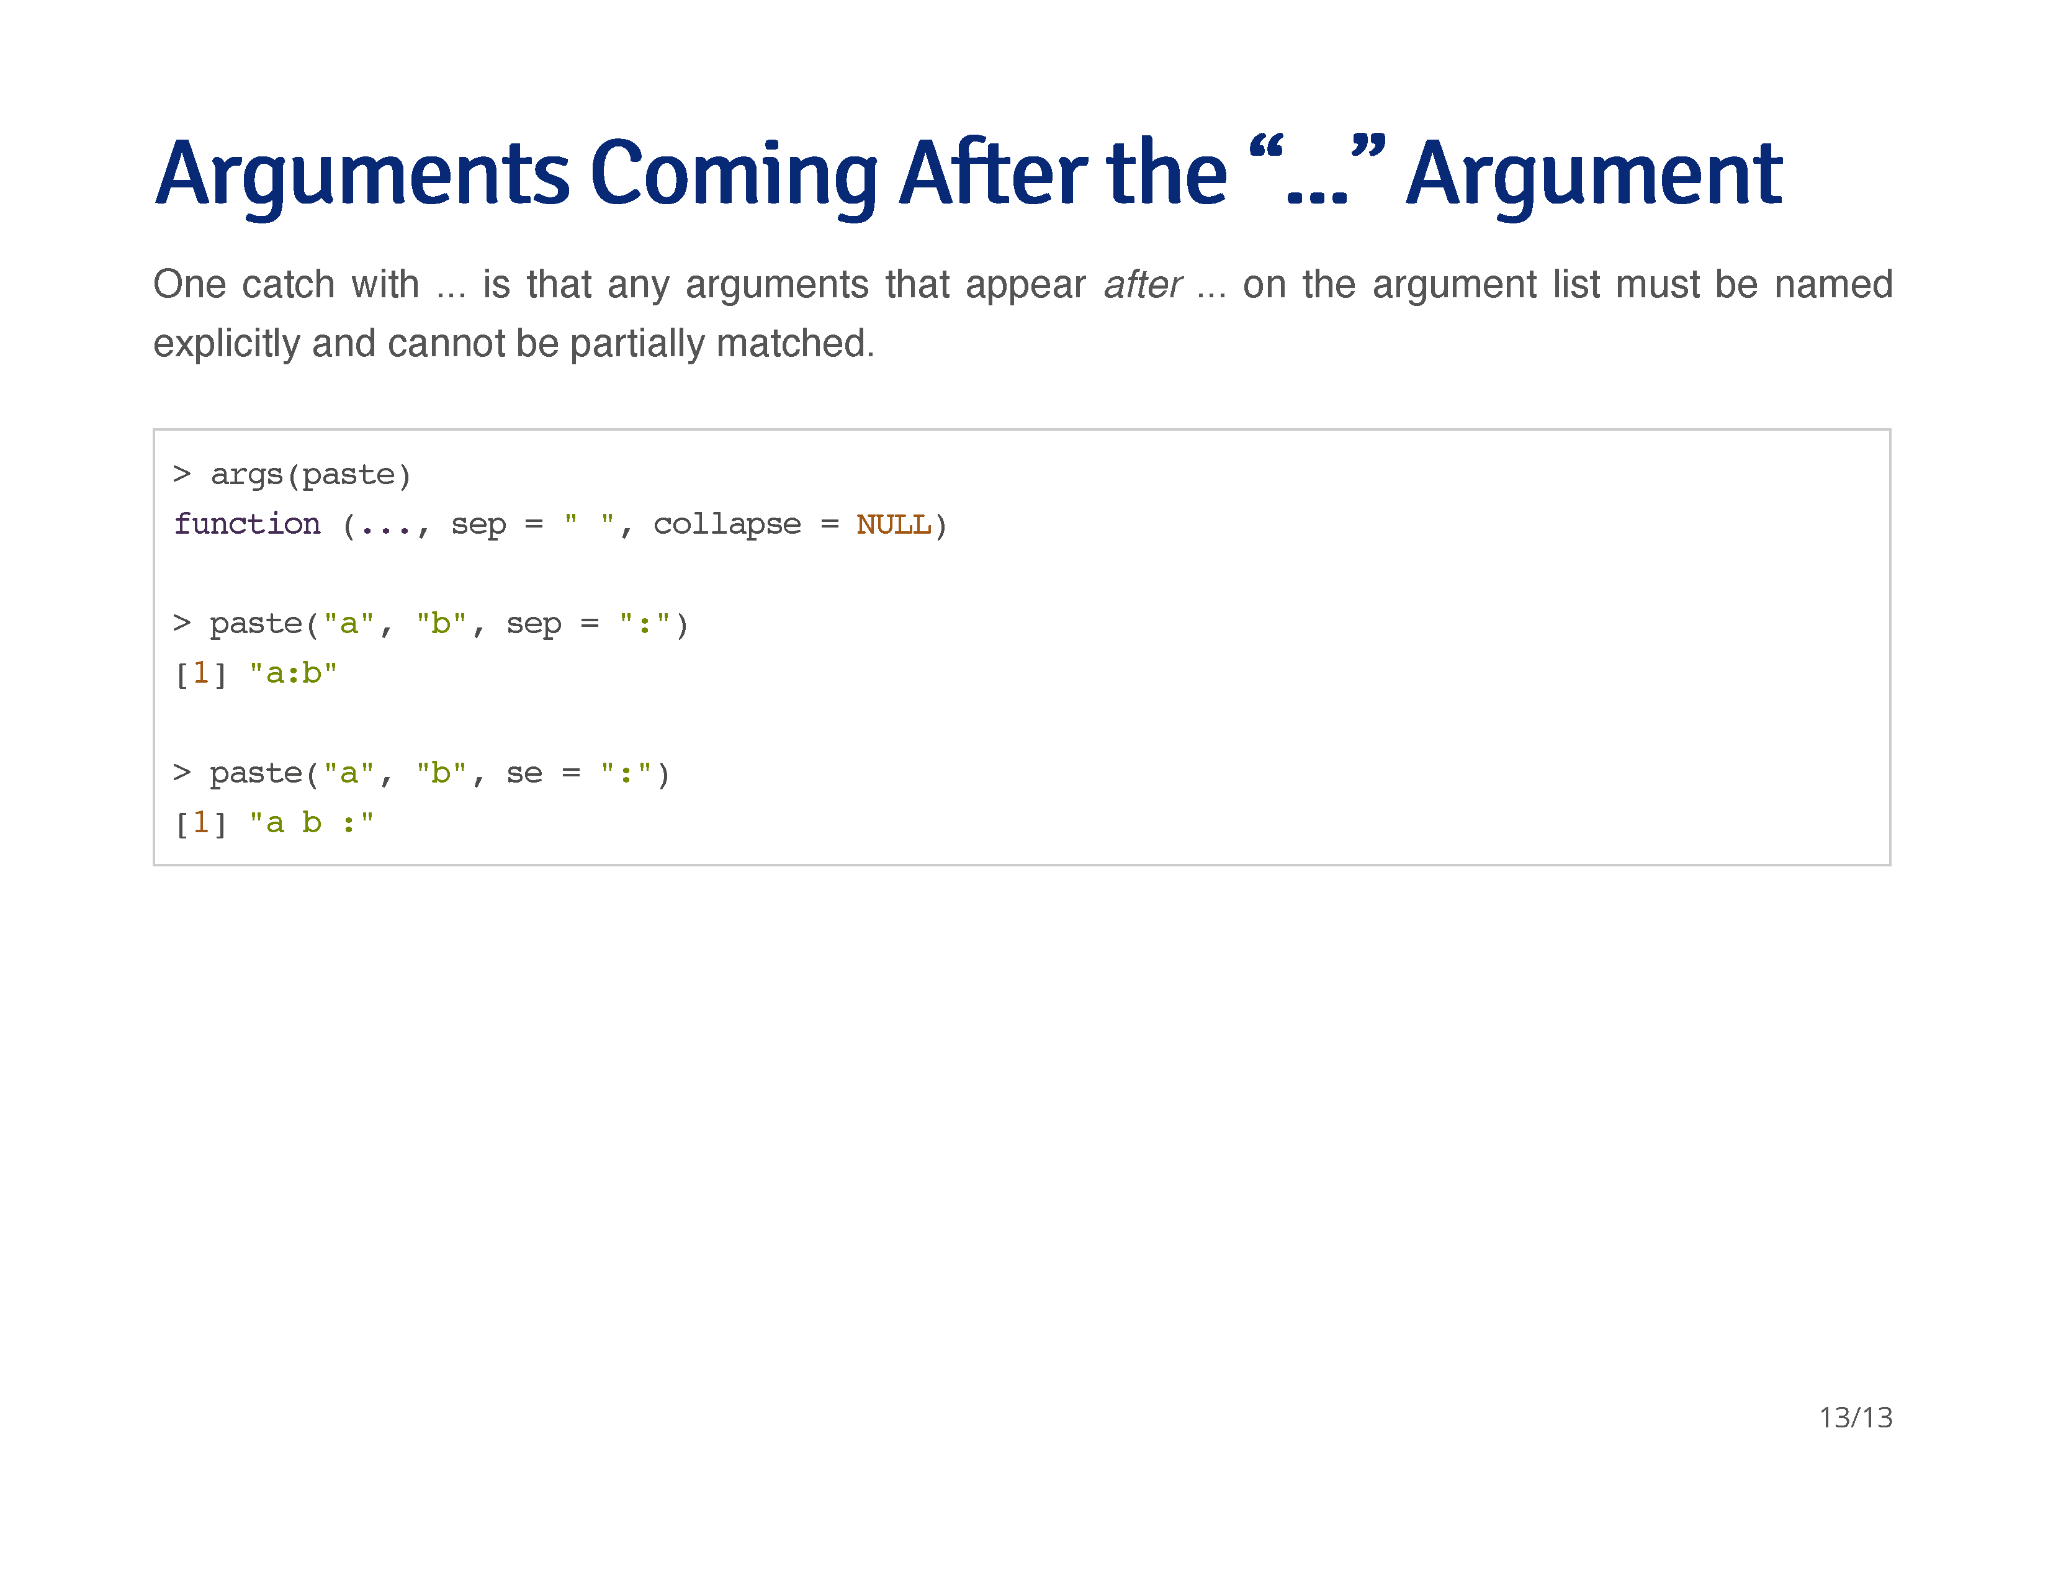 Arguments Coming After the “...” Argument
One catch with ... is that any arguments that appear after ... on the argument list must be named
explicitly and cannot be partially matched.
> args(paste)
function (..., sep = " ", collapse = NULL)
> paste("a", "b", sep = ":")
[1] "a:b"
> paste("a", "b", se = ":")
[1] "a b :"
13/13